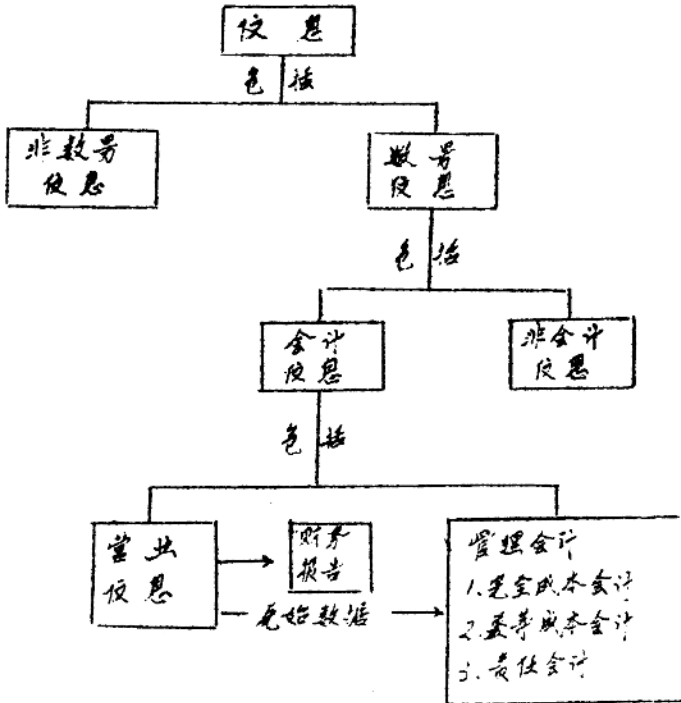 信息
包括
非数量
信息
数量
信息
包括
会计
信息
非会计
信息
包括
营业
信息
财务
报告
原始数据
管理会计
1.完全成本会计
2.差等成本会计
3.责任会计